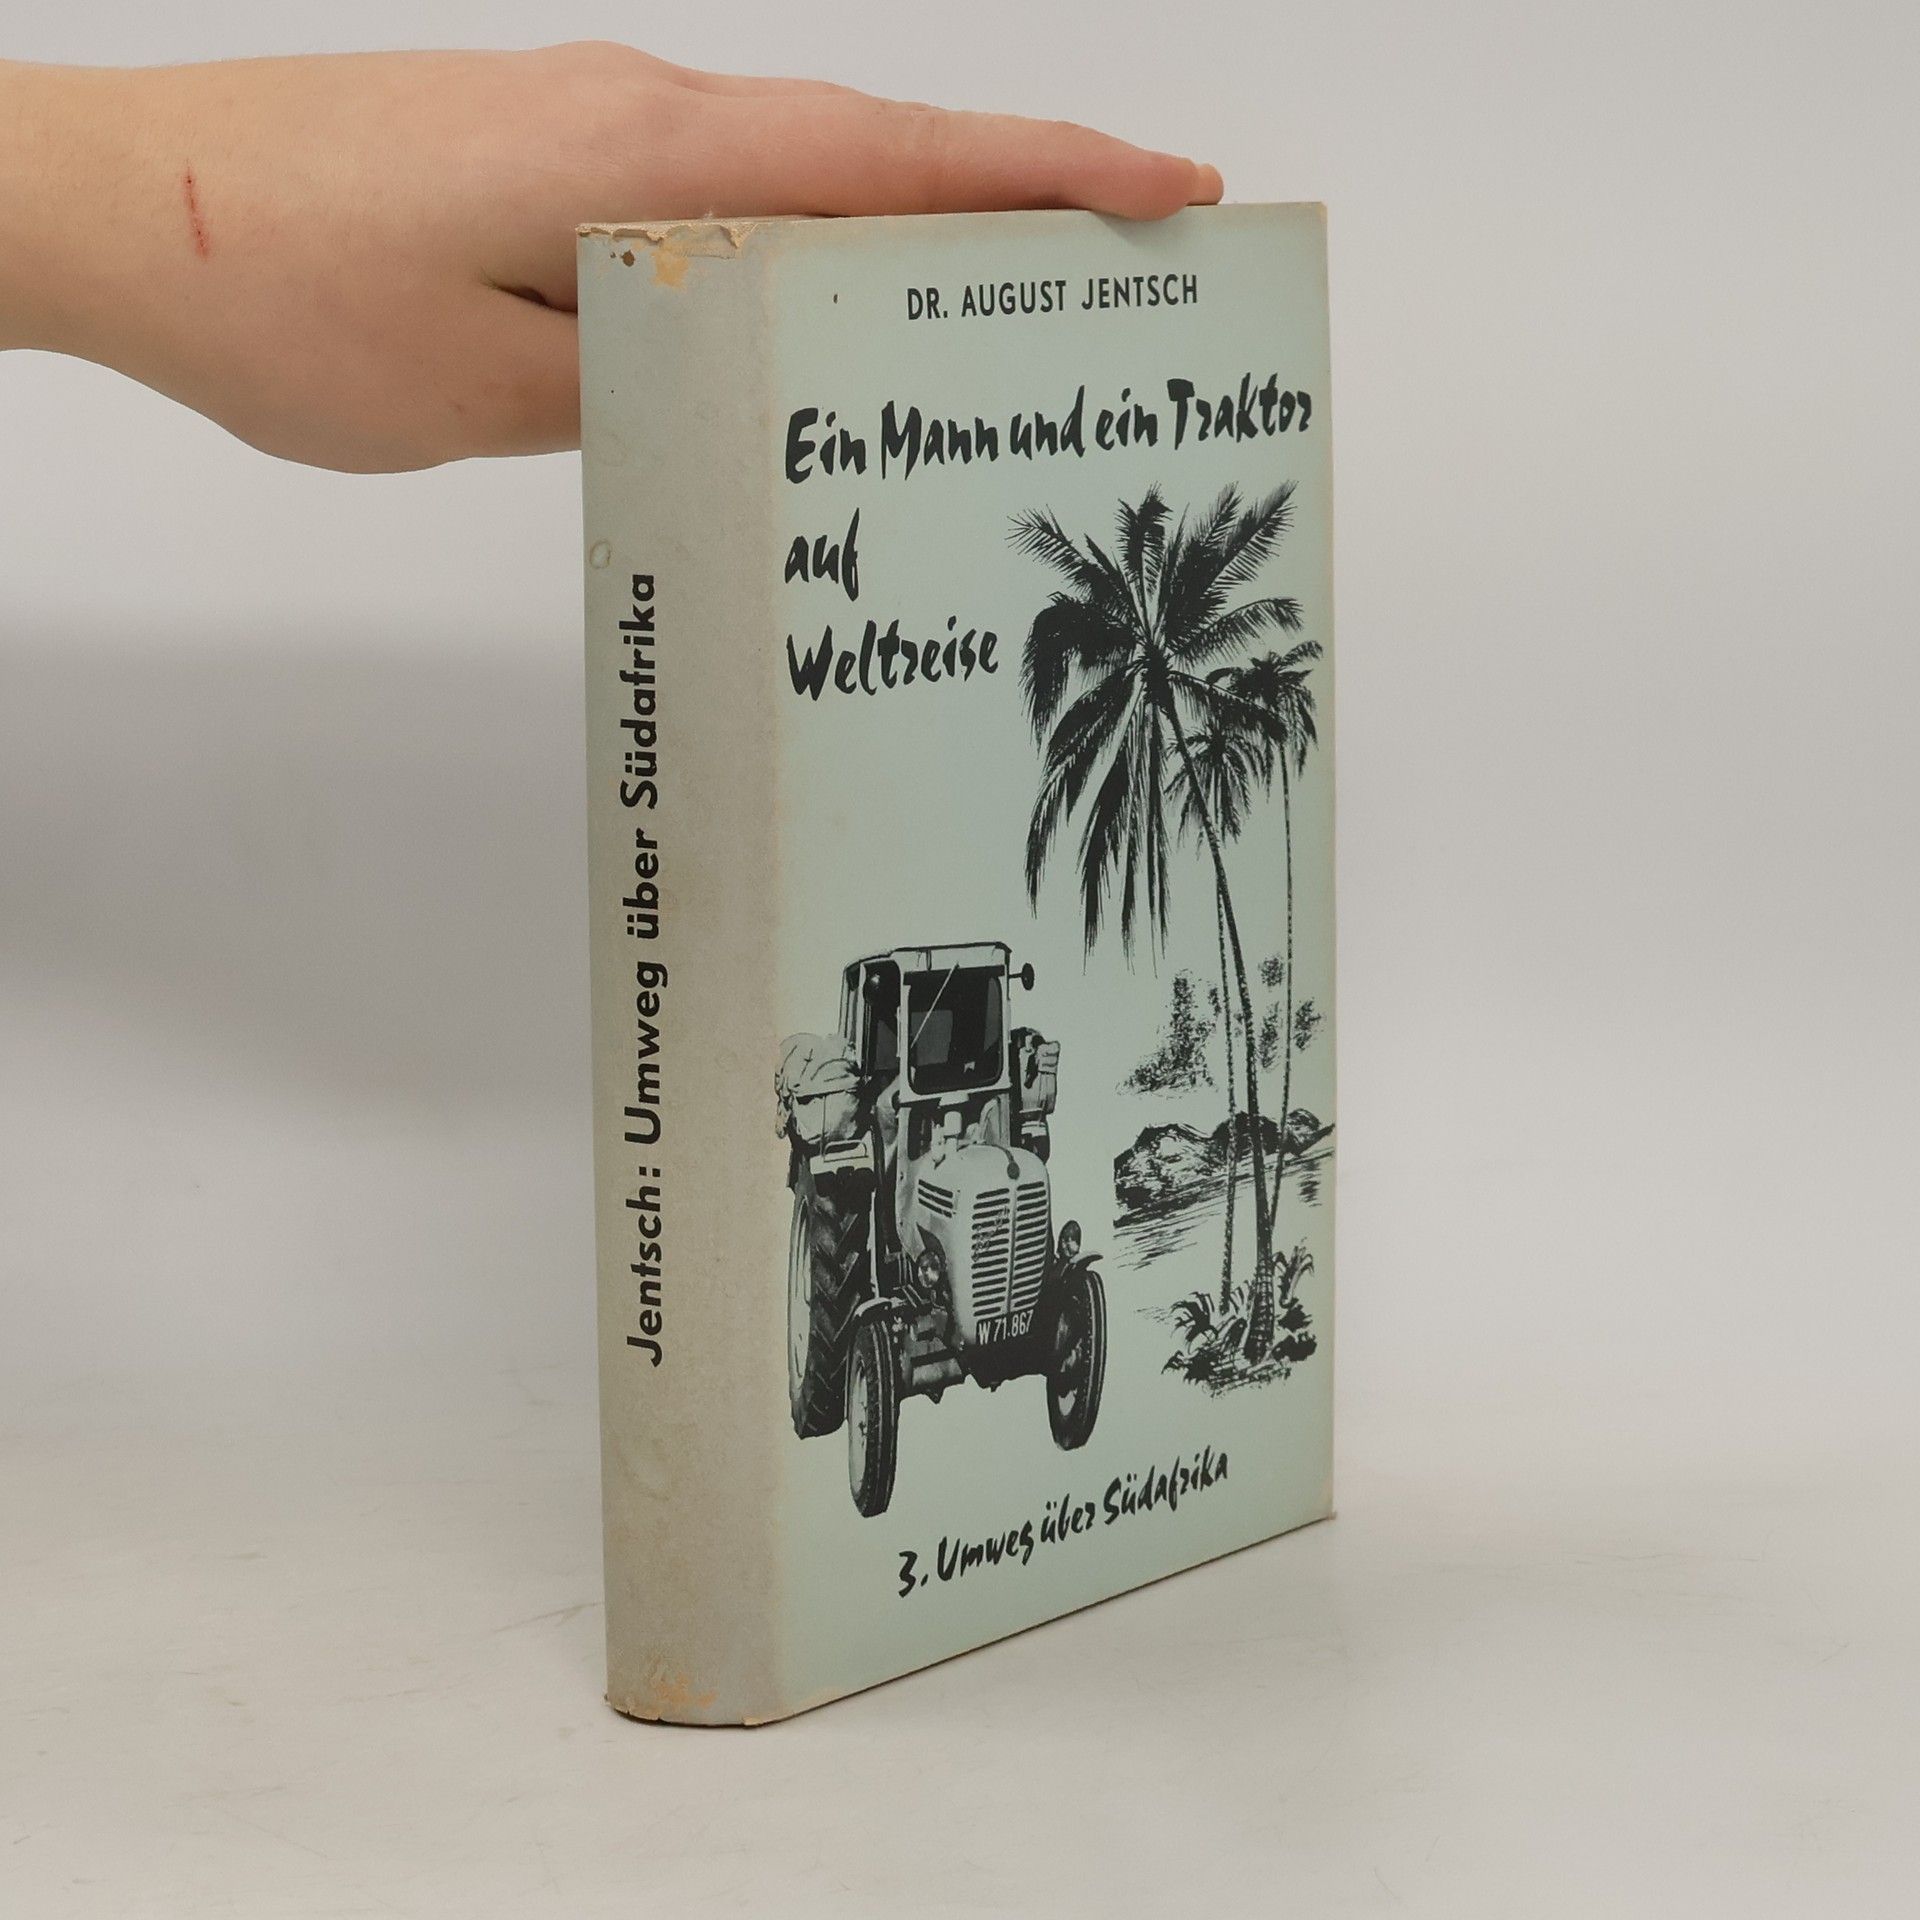 Jentsch: Umweg über Südafrika
DR. AUGUST JENTSCH
Ein Mann und ein Traktor
auf
Weltreise
W 71.867
3. Umweg über Südafrika